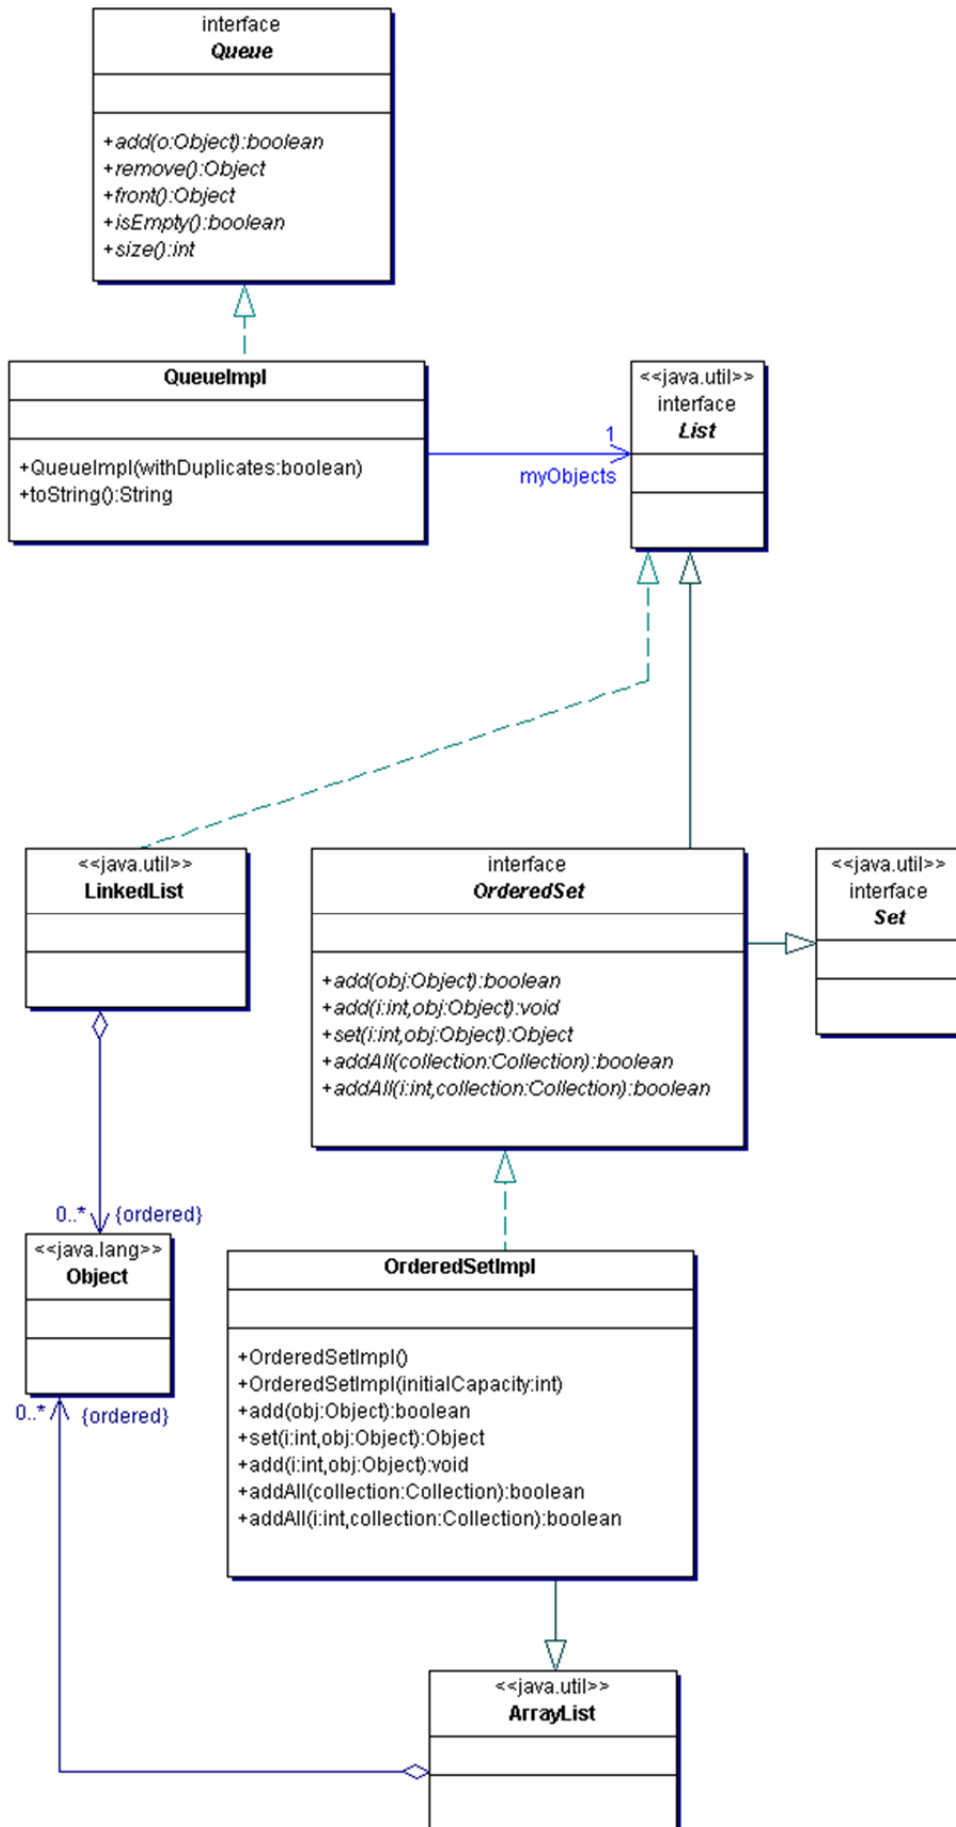 interface
Queue
+add(o:Object):boolean
+remove():Object
+front():Object
+isEmpty():boolean
+size():int
QueueImpl
+QueueImpl(withDuplicates:boolean)
+toString():String
1
myObjects
<<java.util>>
interface
List
<<java.util>>
LinkedList
interface
OrderedSet
+add(obj:Object):boolean
+add(i:int,obj:Object):void
+set(i:int,obj:Object):Object
+addAll(collection:Collection):boolean
+addAll(i:int,collection:Collection):boolean
<<java.util>>
interface
Set
0..* {ordered}
<<java.lang>>
Object
0..* {ordered}
OrderedSetImpl
+OrderedSetImpl()
+OrderedSetImpl(initialCapacity:int)
+add(obj:Object):boolean
+set(i:int,obj:Object):Object
+add(i:int,obj:Object):void
+addAll(collection:Collection):boolean
+addAll(i:int,collection:Collection):boolean
<<java.util>>
ArrayList